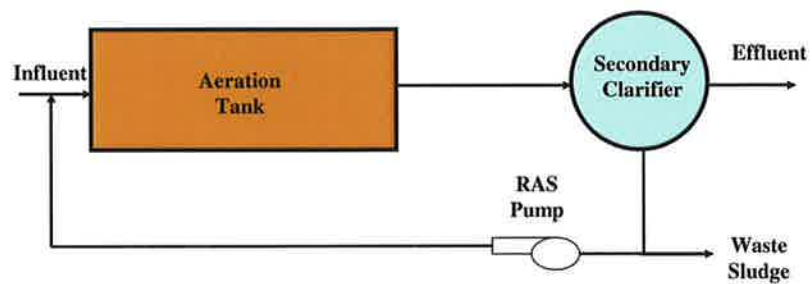 Influent
Aeration
Tank
Secondary
Clarifier
Effluent
RAS
Pump
Waste
Sludge